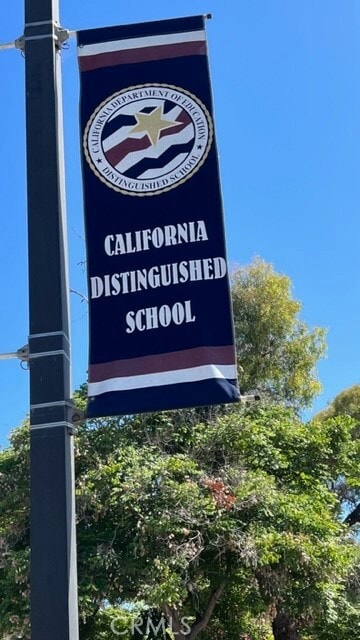 CALIFORNIA DEPARTMENT OF EDUCATION
★ DISTINGUISHED SCHOOL ★
CALIFORNIA
DISTINGUISHED
SCHOOL
CRMLS